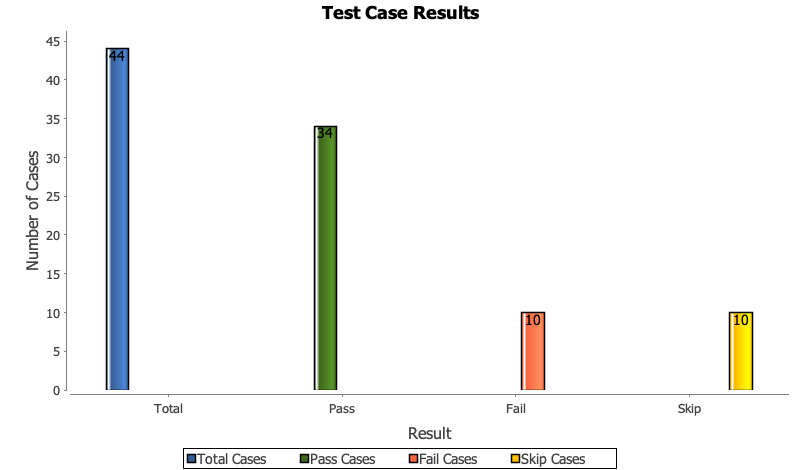 Test Case Results
Number of Cases
45
40
35
30
25
20
15
10
5
0
44
34
10
10
Total
Pass
Fail
Skip
Result
Total Cases
Pass Cases
Fail Cases
Skip Cases